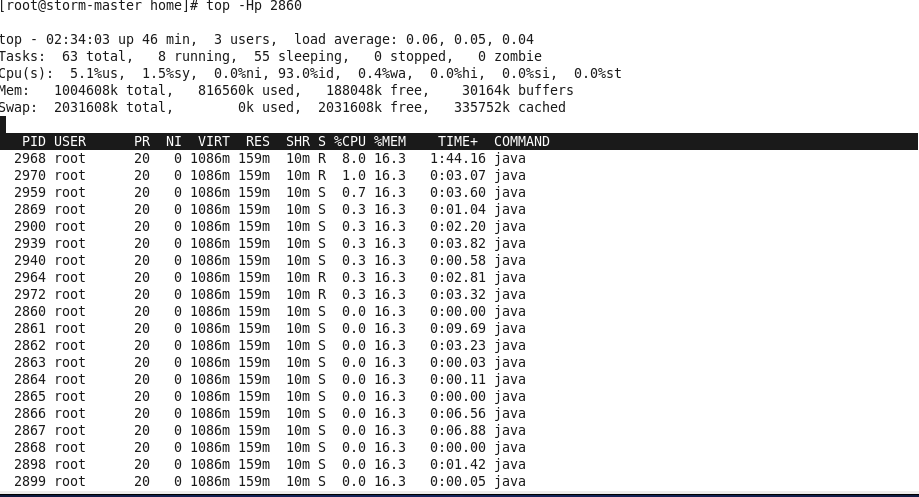 [root@storm-master home]# top -Hp 2860
top - 02:34:03 up 46 min,  3 users,  load average: 0.06, 0.05, 0.04
Tasks:  63 total,   8 running,  55 sleeping,   0 stopped,   0 zombie
Cpu(s):  5.1%us,  1.5%sy,  0.0%ni, 93.0%id,  0.4%wa,  0.0%hi,  0.0%si,  0.0%st
Mem:   1004608k total,   816560k used,   188048k free,    30164k buffers
Swap:  2031608k total,        0k used,  2031608k free,   335752k cached
PID USER      PR  NI  VIRT  RES  SHR S %CPU %MEM    TIME+  COMMAND
2968 root      20   0 1086m 159m  10m R  8.0 16.3   1:44.16 java
2970 root      20   0 1086m 159m  10m R  1.0 16.3   0:03.07 java
2959 root      20   0 1086m 159m  10m S  0.7 16.3   0:03.60 java
2869 root      20   0 1086m 159m  10m S  0.3 16.3   0:01.04 java
2900 root      20   0 1086m 159m  10m S  0.3 16.3   0:02.20 java
2939 root      20   0 1086m 159m  10m S  0.3 16.3   0:03.82 java
2940 root      20   0 1086m 159m  10m S  0.3 16.3   0:00.58 java
2964 root      20   0 1086m 159m  10m R  0.3 16.3   0:02.81 java
2972 root      20   0 1086m 159m  10m R  0.3 16.3   0:03.32 java
2860 root      20   0 1086m 159m  10m S  0.0 16.3   0:00.00 java
2861 root      20   0 1086m 159m  10m S  0.0 16.3   0:09.69 java
2862 root      20   0 1086m 159m  10m S  0.0 16.3   0:03.23 java
2863 root      20   0 1086m 159m  10m S  0.0 16.3   0:00.03 java
2864 root      20   0 1086m 159m  10m S  0.0 16.3   0:00.11 java
2865 root      20   0 1086m 159m  10m S  0.0 16.3   0:00.00 java
2866 root      20   0 1086m 159m  10m S  0.0 16.3   0:06.56 java
2867 root      20   0 1086m 159m  10m S  0.0 16.3   0:06.88 java
2868 root      20   0 1086m 159m  10m S  0.0 16.3   0:00.00 java
2898 root      20   0 1086m 159m  10m S  0.0 16.3   0:01.42 java
2899 root      20   0 1086m 159m  10m S  0.0 16.3   0:00.05 java